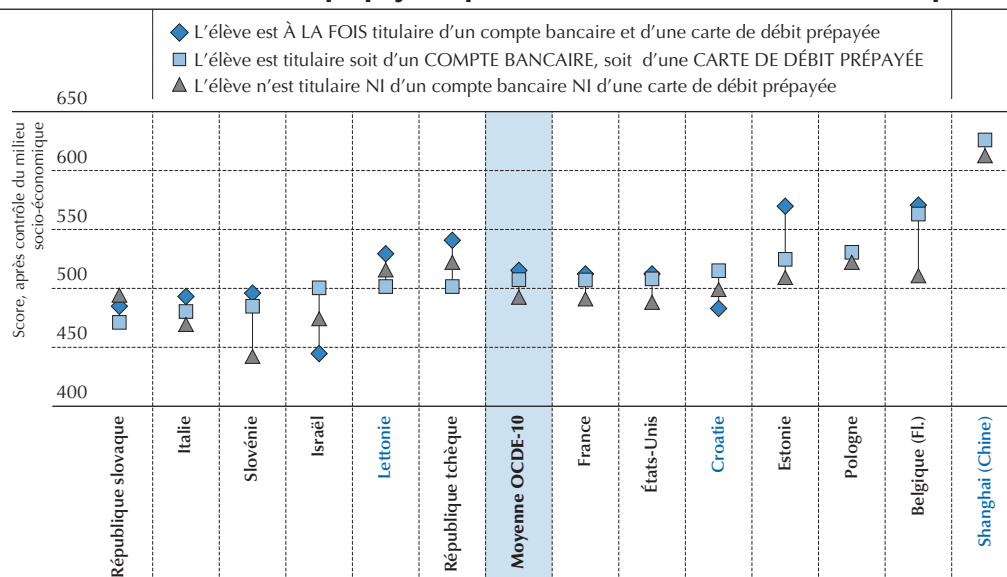 L'élève est À LA FOIS titulaire d'un compte bancaire et d'une carte de débit prépayée
L'élève est titulaire soit d'un COMPTE BANCAIRE, soit d'une CARTE DE DÉBIT PRÉPAYÉE
L'élève n'est titulaire NI d'un compte bancaire NI d'une carte de débit prépayée
Score, après contrôle du milieu
socio-économique
650
600
550
500
450
400
République slovaque
Italie
Slovénie
Israël
Lettonie
République tchèque
Moyenne OCDE-10
France
États-Unis
Croatie
Estonie
Pologne
Belgique (Fl.)
Shanghai (Chine)